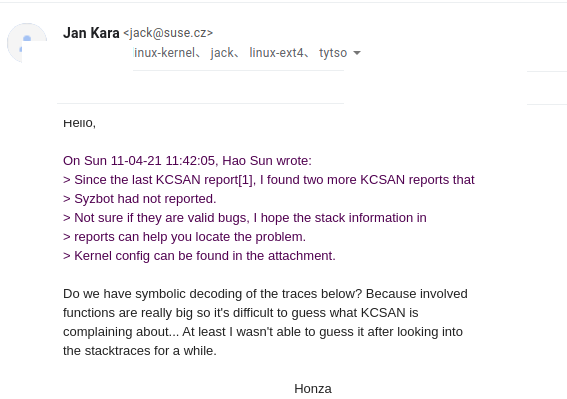 Jan Kara <jack@suse.cz>
linux-kernel、 jack、 linux-ext4、 tytso
Hello,
On Sun 11-04-21 11:42:05, Hao Sun wrote:
> Since the last KCSAN report[1], I found two more KCSAN reports that
> Syzbot had not reported.
> Not sure if they are valid bugs, I hope the stack information in
> reports can help you locate the problem.
> Kernel config can be found in the attachment.
Do we have symbolic decoding of the traces below? Because involved
functions are really big so it's difficult to guess what KCSAN is
complaining about... At least I wasn't able to guess it after looking into
the stacktraces for a while.
Honza